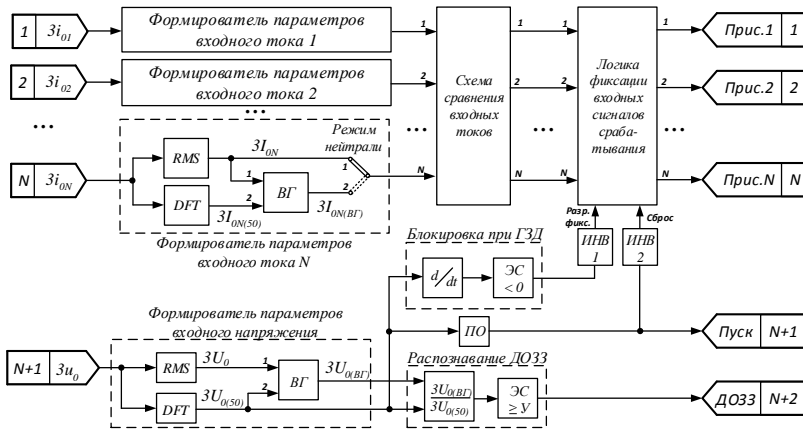 1 3i01
Формирователь параметров
входного тока 1
1
1
1
Прис.1 1
2 3i02
Формирователь параметров
входного тока 2
2
2
2
Прис.2 2
...
...
...
...
...
Схема
сравнения
входных
токов
Логика
фиксации
входных
сигналов
сраба-
тывания
N 3i0N
RMS
DFT
3I0N
3I0N(50)
1
2
ВГ
3I0N(ВГ)
Режим
нейтрали
1
2
N
N
N
Прис.N N
Формирователь параметров
входного тока N
Разр.
фикс.
Сброс
Блокировка при ГЗД
d/dt
ЭС
< 0
ИНВ
1
ИНВ
2
Формирователь параметров
входного напряжения
ПО
Пуск N+1
N+1 3u0
RMS
DFT
3U0
3U0(50)
1
2
ВГ
3U0(ВГ)
Распознавание ДОЗЗ
3U0(ВГ)
3U0(50)
ЭС
≥ У
ДОЗЗ N+2